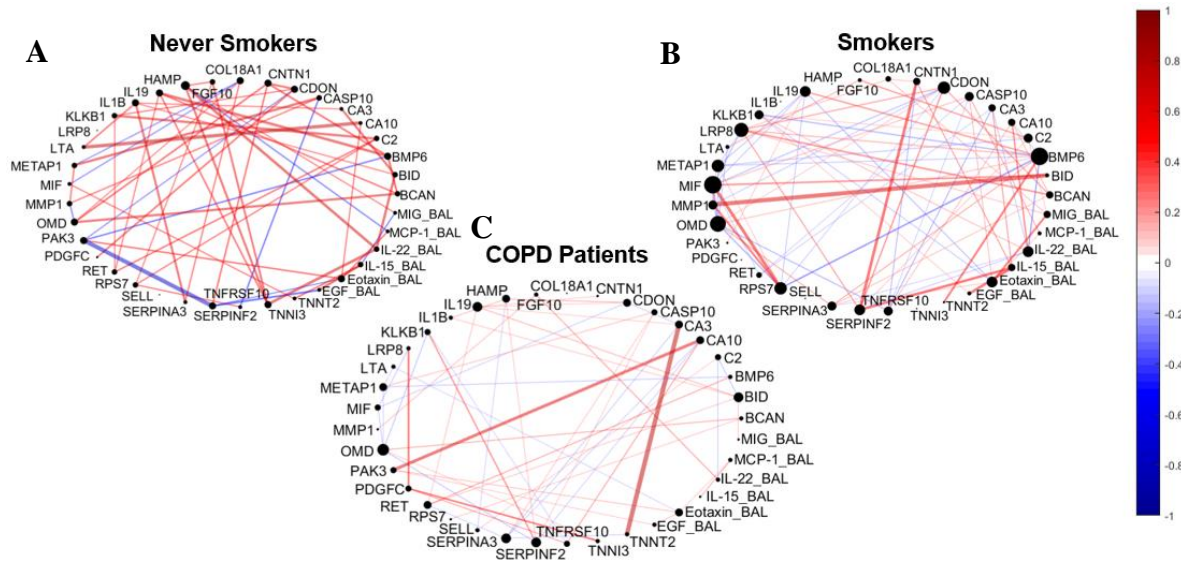 A
Never Smokers
COL18A1
HAMP
CNTN1
FGF10
CDON
IL19
CASP10
IL1B
CA3
KLKB1
CA10
LRP8
C2
LTA
BMP6
METAP1
BID
MIF
BCAN
MMP1
MIG_BAL
OMD
MCP-1_BAL
PAK3
IL-22_BAL
PDGFC
IL-15_BAL
RET
Eotaxin_BAL
RPS7
EGF_BAL
SELL
TNNT2
SERPINA3
TNFRSF10
TNNI3
SERPINF2
B
Smokers
COL18A1
HAMP
CNTN1
FGF10
CDON
IL19
CASP10
IL1B
CA3
KLKB1
CA10
LRP8
C2
LTA
BMP6
METAP1
BID
MIF
BCAN
MMP1
MIG_BAL
OMD
MCP-1_BAL
PAK3
IL-22_BAL
PDGFC
IL-15_BAL
RET
Eotaxin_BAL
RPS7
EGF_BAL
SELL
TNNT2
SERPINA3
TNFRSF10
TNNI3
SERPINF2
C
COPD Patients
COL18A1
HAMP
CNTN1
FGF10
CDON
IL19
CASP10
IL1B
CA3
KLKB1
CA10
LRP8
C2
LTA
BMP6
METAP1
BID
MIF
BCAN
MMP1
MIG_BAL
OMD
MCP-1_BAL
PAK3
IL-22_BAL
PDGFC
IL-15_BAL
RET
Eotaxin_BAL
RPS7
EGF_BAL
SELL
TNNT2
SERPINA3
TNFRSF10
TNNI3
SERPINF2
1
0.8
0.6
0.4
0.2
0
-0.2
-0.4
-0.6
-0.8
-1